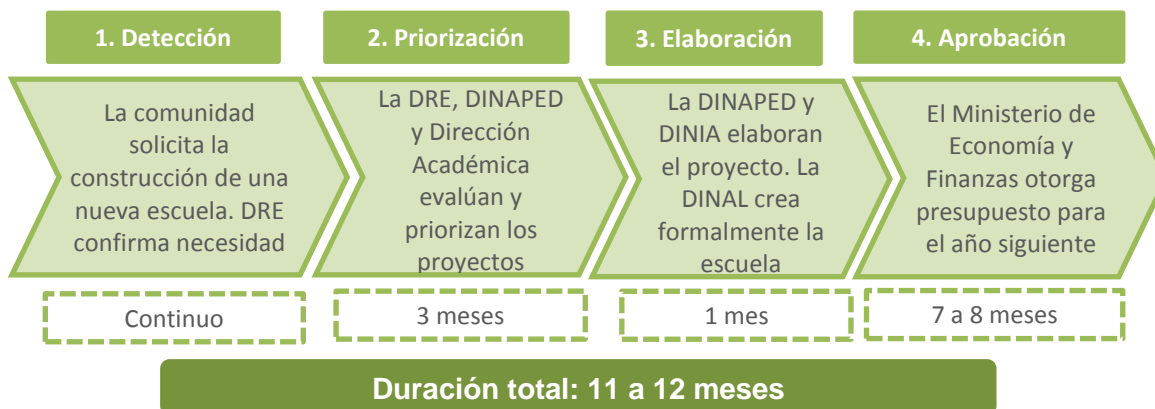 1. Detección
2. Priorización
3. Elaboración
4. Aprobación
La comunidad
solicita la
construcción de una
nueva escuela. DRE
confirma necesidad
La DRE, DINAPED
y Dirección
Académica
evalúan y
priorizan los
proyectos
La DINAPED y
DINIA elaboran
el proyecto. La
DINAL crea
formalmente la
escuela
El Ministerio de
Economía y
Finanzas otorga
presupuesto para
el año siguiente
Continuo
3 meses
1 mes
7 a 8 meses
Duración total: 11 a 12 meses